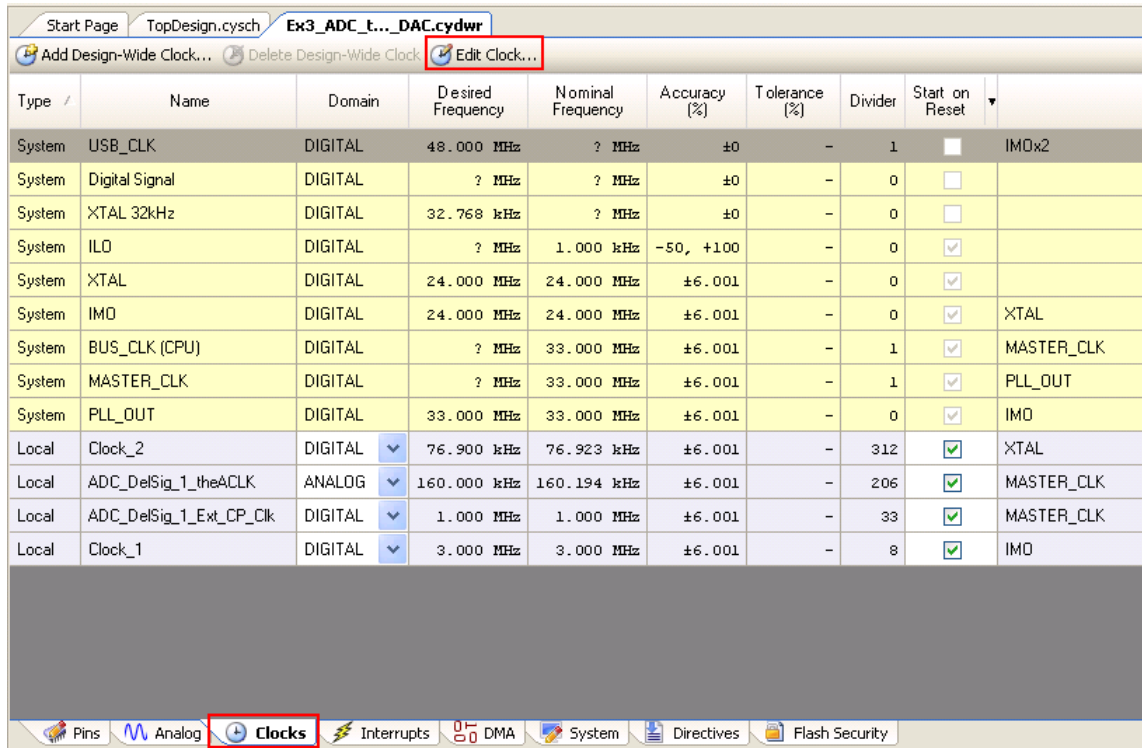 Start Page TopDesign.cysch Ex3_ADC_t..._DAC.cydwr
Add Design-Wide Clock... Delete Design-Wide Clock Edit Clock...
Type Name Domain Desired Frequency Nominal Frequency Accuracy (%) Tolerance (%) Divider Start on Reset
System USB_CLK DIGITAL 48.000 MHz ? MHz ±0 - 1 IMOx2
System Digital Signal DIGITAL ? MHz ? MHz ±0 - 0
System XTAL 32kHz DIGITAL 32.768 kHz ? MHz ±0 - 0
System ILO DIGITAL ? MHz 1.000 kHz -50, +100 - 0
System XTAL DIGITAL 24.000 MHz 24.000 MHz ±6.001 - 0
System IMO DIGITAL 24.000 MHz 24.000 MHz ±6.001 - 0 XTAL
System BUS_CLK (CPU) DIGITAL ? MHz 33.000 MHz ±6.001 - 1 MASTER_CLK
System MASTER_CLK DIGITAL ? MHz 33.000 MHz ±6.001 - 1 PLL_OUT
System PLL_OUT DIGITAL 33.000 MHz 33.000 MHz ±6.001 - 0 IMO
Local Clock_2 DIGITAL 76.900 kHz 76.923 kHz ±6.001 - 312 XTAL
Local ADC_DelSig_1_theACLK ANALOG 160.000 kHz 160.194 kHz ±6.001 - 206 MASTER_CLK
Local ADC_DelSig_1_Ext_CP_Clk DIGITAL 1.000 MHz 1.000 MHz ±6.001 - 33 MASTER_CLK
Local Clock_1 DIGITAL 3.000 MHz 3.000 MHz ±6.001 - 8 IMO
Pins Analog Clocks Interrupts DMA System Directives Flash Security